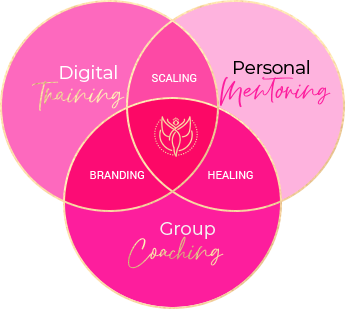 Digital
Training
SCALING
Personal
Mentoring
BRANDING
HEALING
Group
Coaching